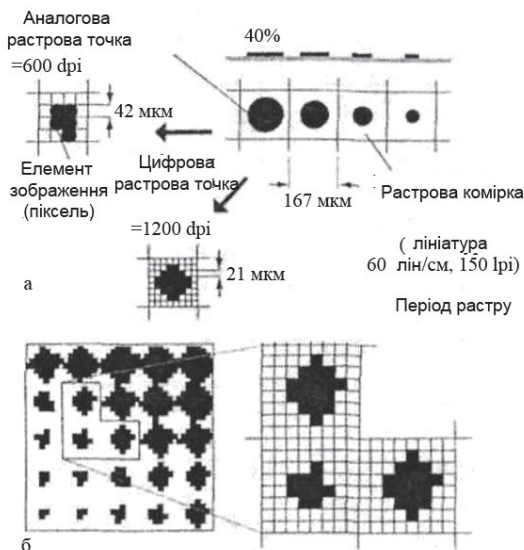 Аналогова
растрова точка
=600 dpi
40%
42 мкм
Елемент
зображення
(піксель)
Цифрова
растрова точка
167 мкм
Растрова комірка
=1200 dpi
( лініатура
60 лін/см, 150 lpi)
21 мкм
а
Період растру
б